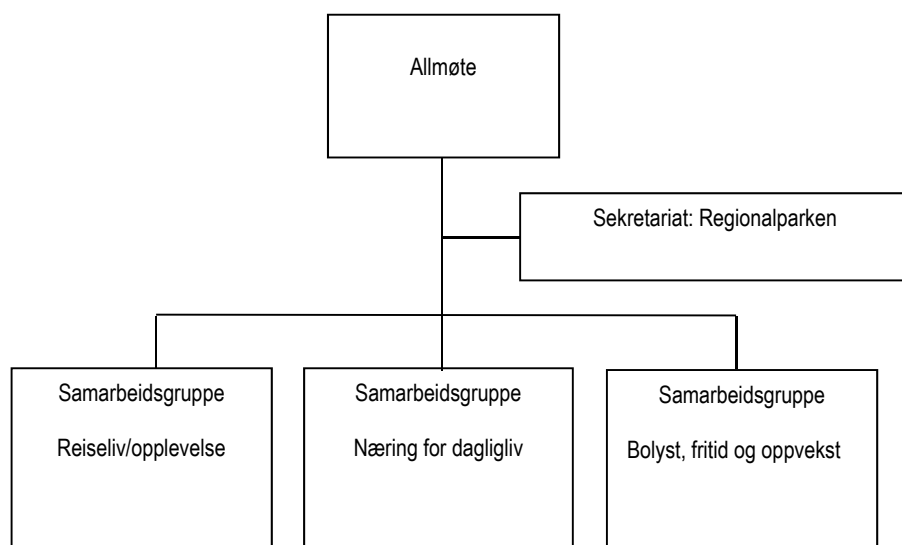 Allmøte
Sekretariat: Regionalparken
Samarbeidsgruppe
Reiseliv/opplevelse
Samarbeidsgruppe
Næring for dagligliv
Samarbeidsgruppe
Bolyst, fritid og oppvekst